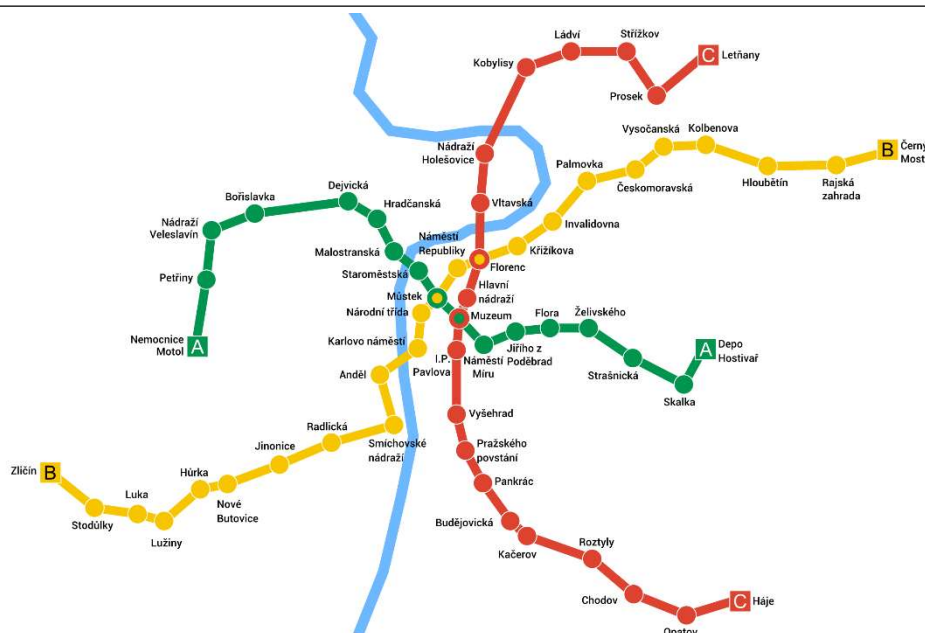 Ládví
Střížkov
Kobylisy
C
Letňany
Prosek
Vysočanská
Kolbenova
Nádraží
Holešovice
Palmovka
B
Černý
Most
Českomoravská
Hloubětín
Rajská
zahrada
Dejvická
Bořislavka
Hradčanská
Vltavská
Nádraží
Veleslavín
Invalidovna
Náměstí
Republiky
Malostranská
Křižíkova
Staroměstská
Florenc
Petřiny
Hlavní
nádraží
Můstek
Muzeum
Národní třída
Flora
Želivského
Nemocnice
Motol
A
Karlovo náměstí
I.P.
Pavlova
Náměstí
Míru
Jiřího z
Poděbrad
A
Depo
Hostivař
Strašnická
Anděl
Skalka
Vyšehrad
Radlická
Smíchovské
nádraží
Jinonice
Pražského
povstání
Zličín
B
Hůrka
Pankrác
Luka
Nové
Butovice
Stodůlky
Lužiny
Budějovická
Kačerov
Roztyly
Chodov
C
Háje
Opatov